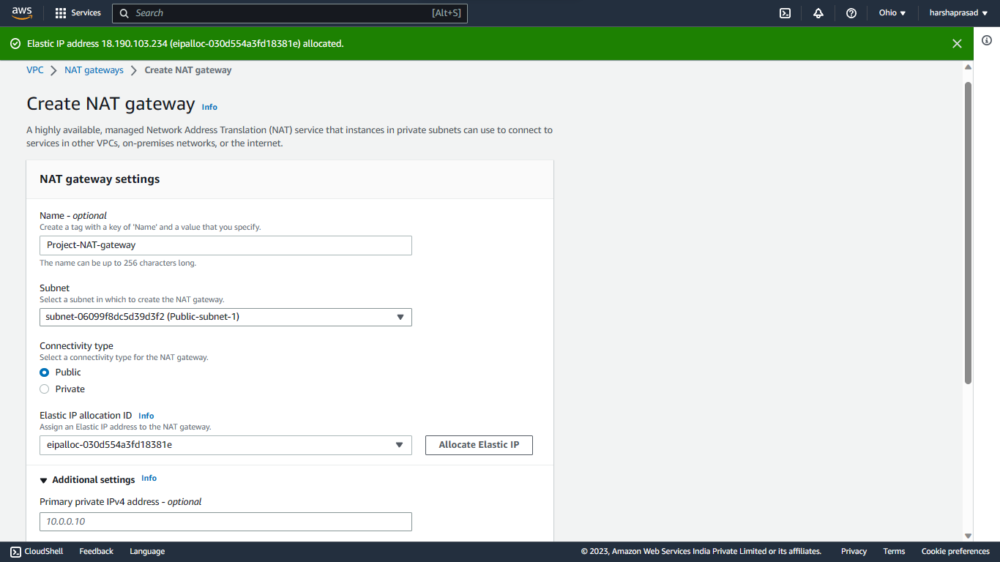 aws
Services
Search
[Alt+S]
Ohio
harshaprasad
Elastic IP address 18.190.103.234 (eipalloc-030d554a3fd18381e) allocated.
VPC
NAT gateways
Create NAT gateway
Create NAT gateway
Info
A highly available, managed Network Address Translation (NAT) service that instances in private subnets can use to connect to
services in other VPCs, on-premises networks, or the internet.
NAT gateway settings
Name - optional
Create a tag with a key of 'Name' and a value that you specify.
Project-NAT-gateway
The name can be up to 256 characters long.
Subnet
Select a subnet in which to create the NAT gateway.
subnet-06099f8dc5d39d3f2 (Public-subnet-1)
Connectivity type
Select a connectivity type for the NAT gateway.
Public
Private
Elastic IP allocation ID
Info
Assign an Elastic IP address to the NAT gateway.
eipalloc-030d554a3fd18381e
Allocate Elastic IP
Additional settings
Info
Primary private IPv4 address - optional
10.0.0.10
CloudShell
Feedback
Language
© 2023, Amazon Web Services India Private Limited or its affiliates.
Privacy
Terms
Cookie preferences